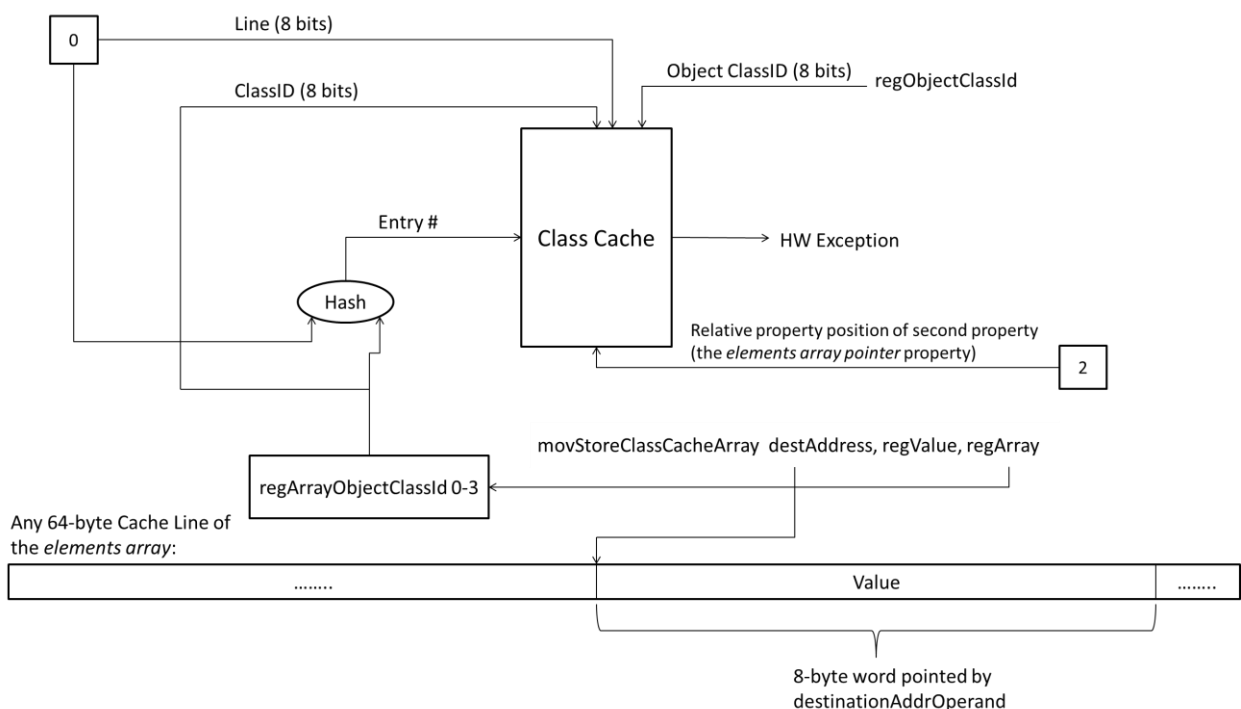 0
Line (8 bits)
Object ClassID (8 bits)
regObjectClassId
ClassID (8 bits)
Entry #
Class Cache
HW Exception
Hash
Relative property position of second property
(the elements array pointer property)
2
movStoreClassCacheArray destAddress, regValue, regArray
regArrayObjectClassId 0-3
Any 64-byte Cache Line of
the elements array:
........
Value
........
8-byte word pointed by
destinationAddrOperand